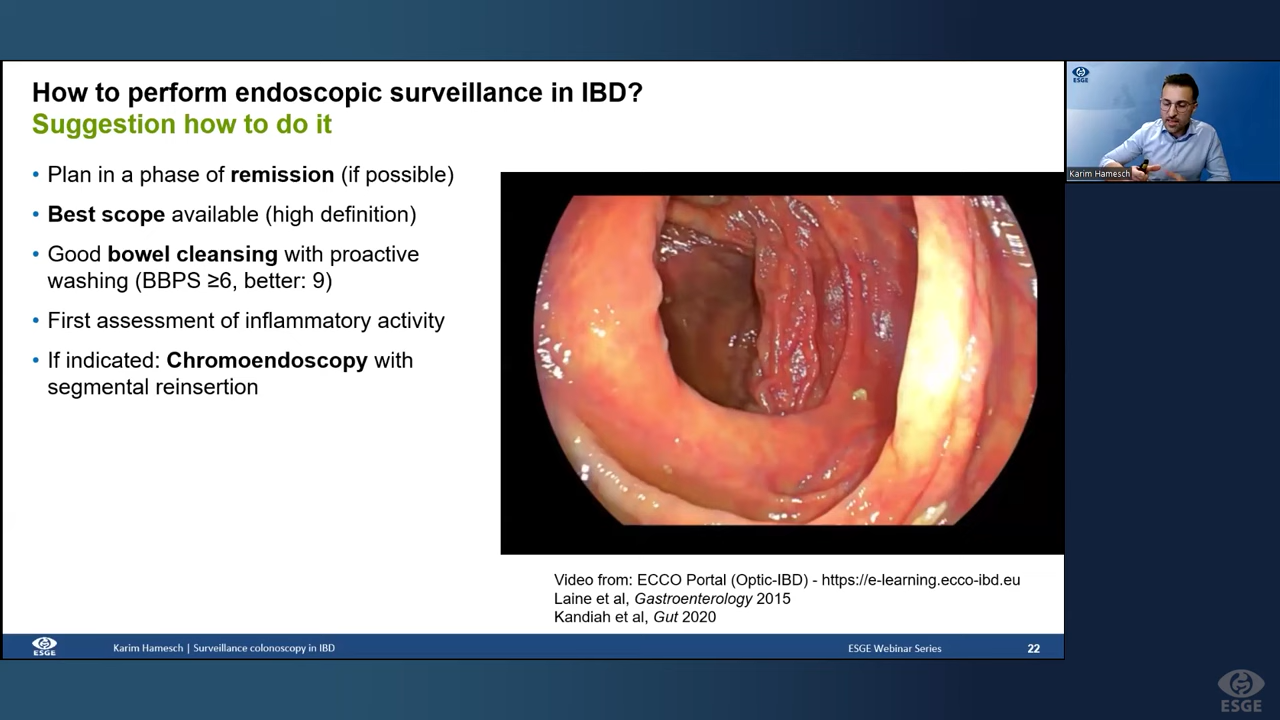 How to perform endoscopic surveillance in IBD?
Suggestion how to do it
• Plan in a phase of remission (if possible)
• Best scope available (high definition)
• Good bowel cleansing with proactive
washing (BBPS ≥6, better: 9)
• First assessment of inflammatory activity
• If indicated: Chromoendoscopy with
segmental reinsertion
Video from: ECCO Portal (Optic-IBD) - https://e-learning.ecco-ibd.eu
Laine et al, Gastroenterology 2015
Kandiah et al, Gut 2020
ESGE
Karim Hamesch | Surveillance colonoscopy in IBD
ESGE Webinar Series
22
ESGE
Karim Hamesch
ESGE